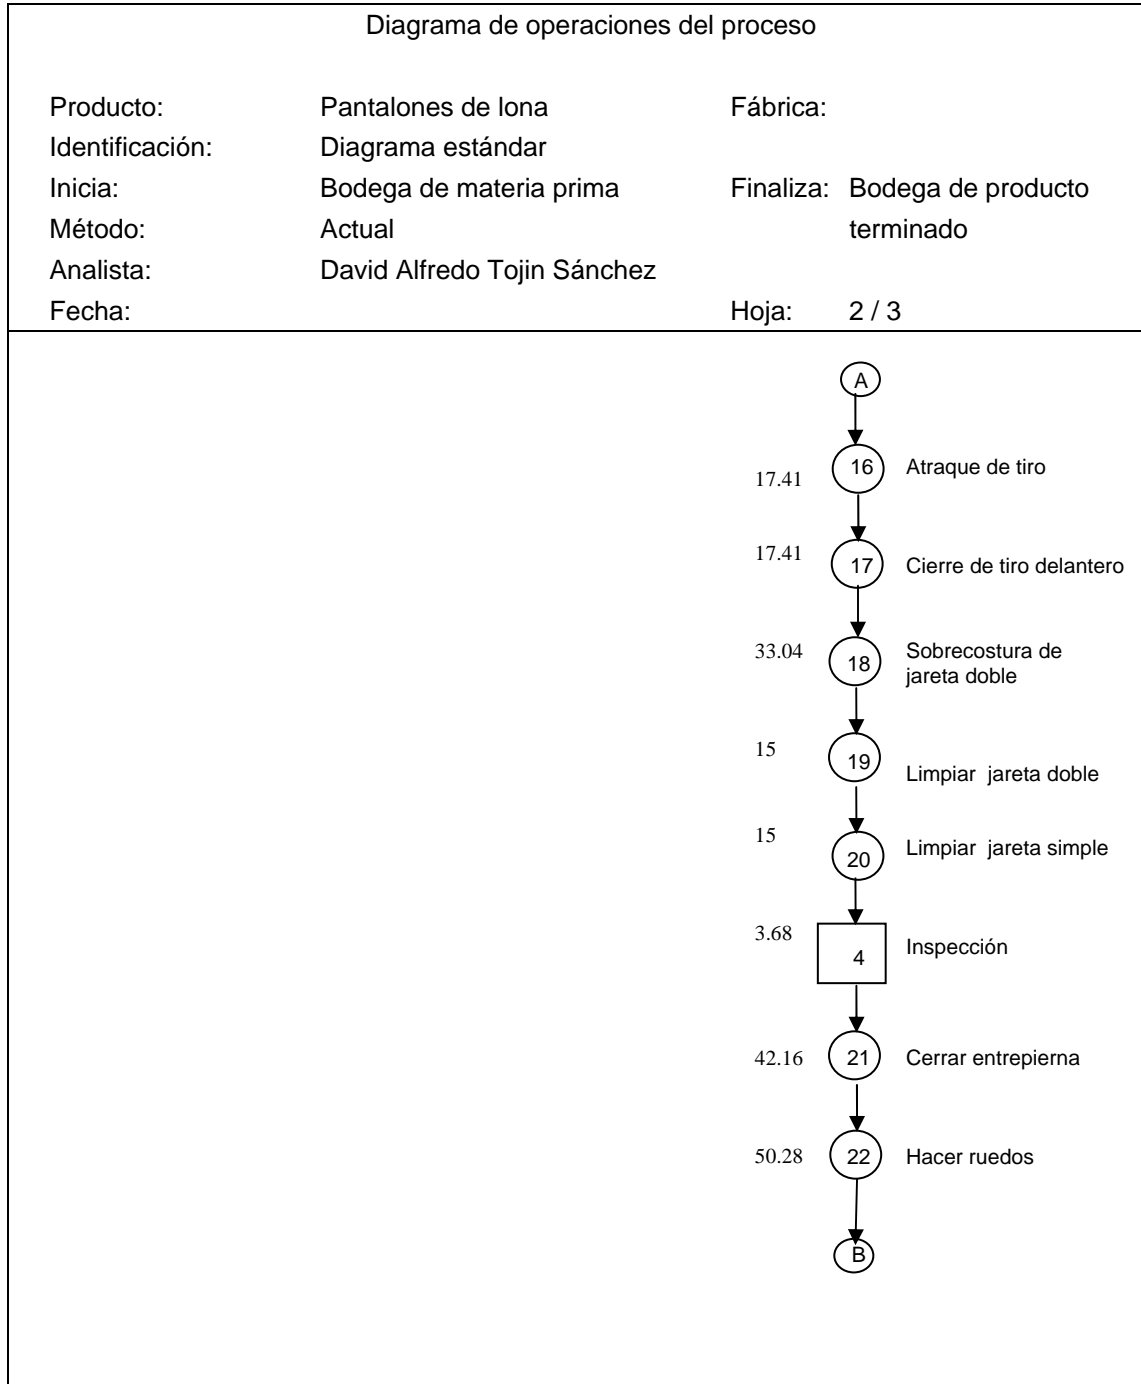 Diagrama de operaciones del proceso
Producto: Pantalones de lona Fábrica:
Identificación: Diagrama estándar
Inicia: Bodega de materia prima Finaliza: Bodega de producto
Método: Actual terminado
Analista: David Alfredo Tojin Sánchez
Fecha: Hoja: 2 / 3
A
17.41 16 Atraque de tiro
17.41 17 Cierre de tiro delantero
33.04 18 Sobrecostura de
jareta doble
15 19 Limpiar jareta doble
15 20 Limpiar jareta simple
3.68 4 Inspección
42.16 21 Cerrar entrepierna
50.28 22 Hacer ruedos
B